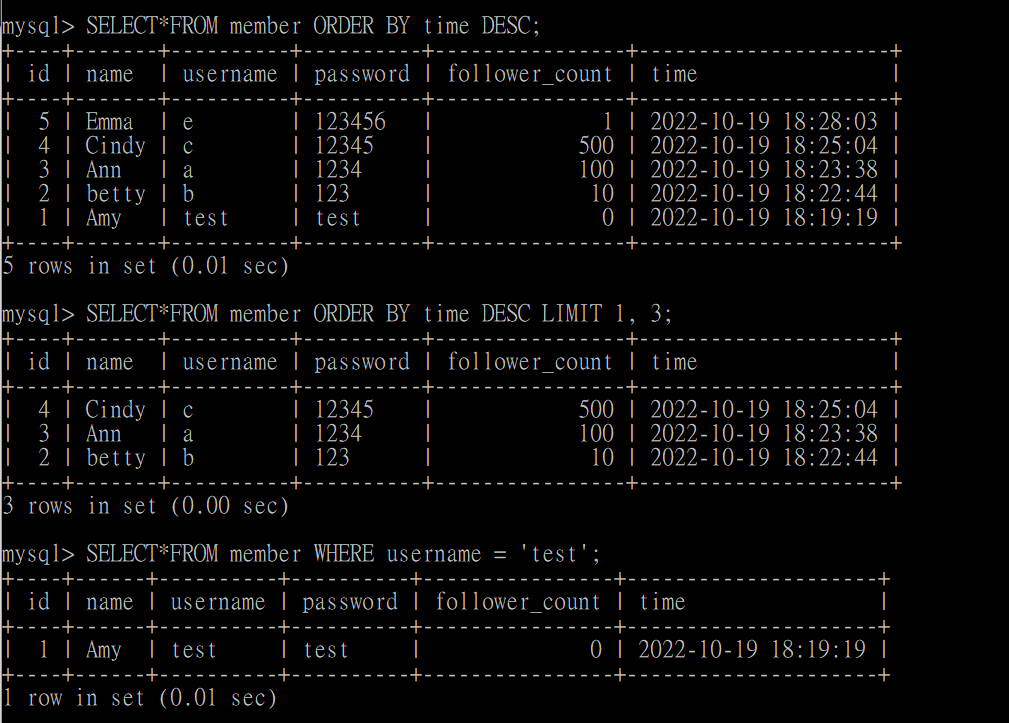 mysql> SELECT*FROM member ORDER BY time DESC;
+----+-------+----------+----------+----------------+---------------------+
| id | name  | username | password | follower_count | time                |
+----+-------+----------+----------+----------------+---------------------+
|  5 | Emma  | e        | 123456   |              1 | 2022-10-19 18:28:03 |
|  4 | Cindy | c        | 12345    |            500 | 2022-10-19 18:25:04 |
|  3 | Ann   | a        | 1234     |            100 | 2022-10-19 18:23:38 |
|  2 | betty | b        | 123      |             10 | 2022-10-19 18:22:44 |
|  1 | Amy   | test     | test     |              0 | 2022-10-19 18:19:19 |
+----+-------+----------+----------+----------------+---------------------+
5 rows in set (0.01 sec)

mysql> SELECT*FROM member ORDER BY time DESC LIMIT 1, 3;
+----+-------+----------+----------+----------------+---------------------+
| id | name  | username | password | follower_count | time                |
+----+-------+----------+----------+----------------+---------------------+
|  4 | Cindy | c        | 12345    |            500 | 2022-10-19 18:25:04 |
|  3 | Ann   | a        | 1234     |            100 | 2022-10-19 18:23:38 |
|  2 | betty | b        | 123      |             10 | 2022-10-19 18:22:44 |
+----+-------+----------+----------+----------------+---------------------+
3 rows in set (0.00 sec)

mysql> SELECT*FROM member WHERE username = 'test';
+----+------+----------+----------+----------------+---------------------+
| id | name | username | password | follower_count | time                |
+----+------+----------+----------+----------------+---------------------+
|  1 | Amy  | test     | test     |              0 | 2022-10-19 18:19:19 |
+----+------+----------+----------+----------------+---------------------+
1 row in set (0.01 sec)